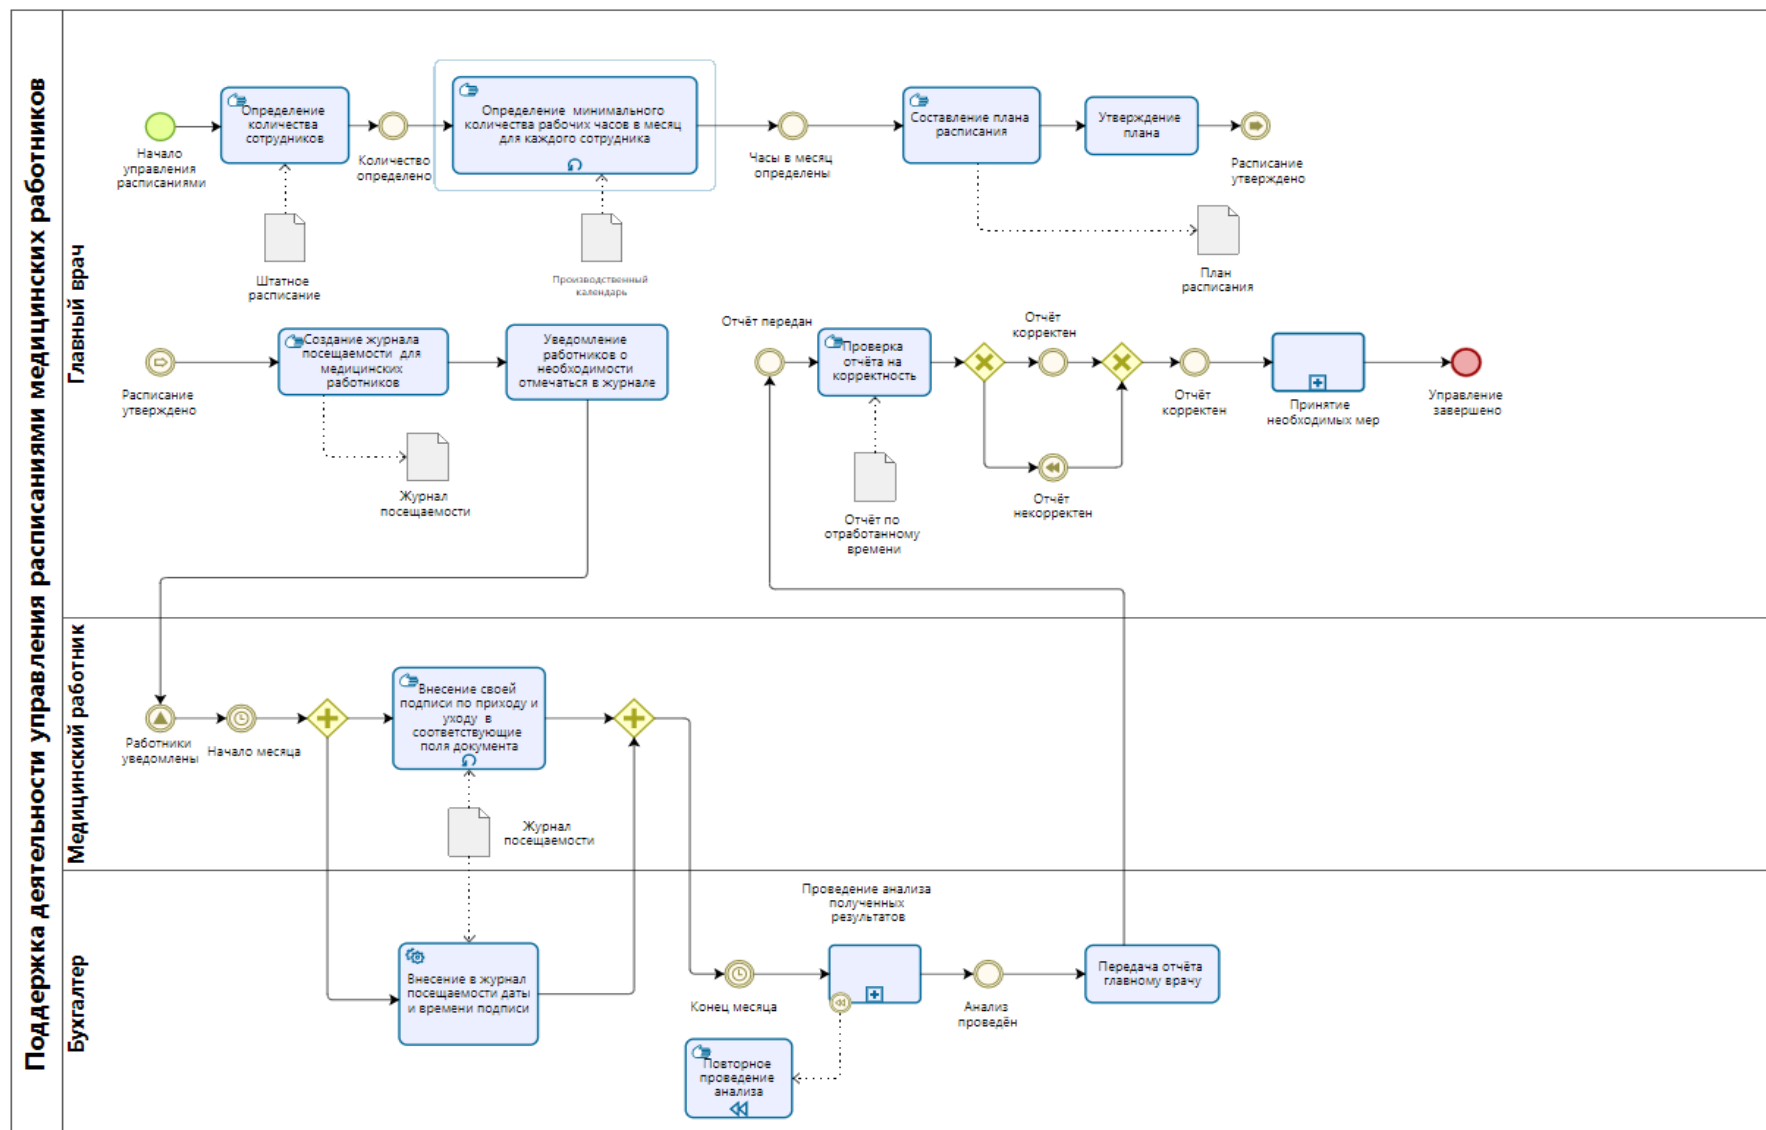 Поддержка деятельности управления расписаниями медицинских работников
Главный врач
Начало
управления
расписаниями
Определение
количества
сотрудников
Количество
определено
Определение минимального
количества рабочих часов в месяц
для каждого сотрудника
Часы в месяц
определены
Составление плана
расписания
Утверждение
плана
Расписание
утверждено
Штатное
расписание
Производственный
календарь
План
расписания
Расписание
утверждено
Создание журнала
посещаемости для
медицинских
работников
Уведомление
работников о
необходимости
отмечаться в журнале
Журнал
посещаемости
Отчёт передан
Проверка
отчёта на
корректность
Отчёт
корректен
Отчёт
корректен
Принятие
необходимых мер
Управление
завершено
Отчёт по
отработанному
времени
Отчёт
некорректен
Медицинский работник
Работники
уведомлены
Начало месяца
Внесение своей
подписи по приходу и
уходу в
соответствующие
поля документа
Журнал
посещаемости
Бухгалтер
Внесение в журнал
посещаемости даты
и времени подписи
Конец месяца
Проведение анализа
полученных
результатов
Анализ
проведён
Передача отчёта
главному врачу
Повторное
проведение
анализа